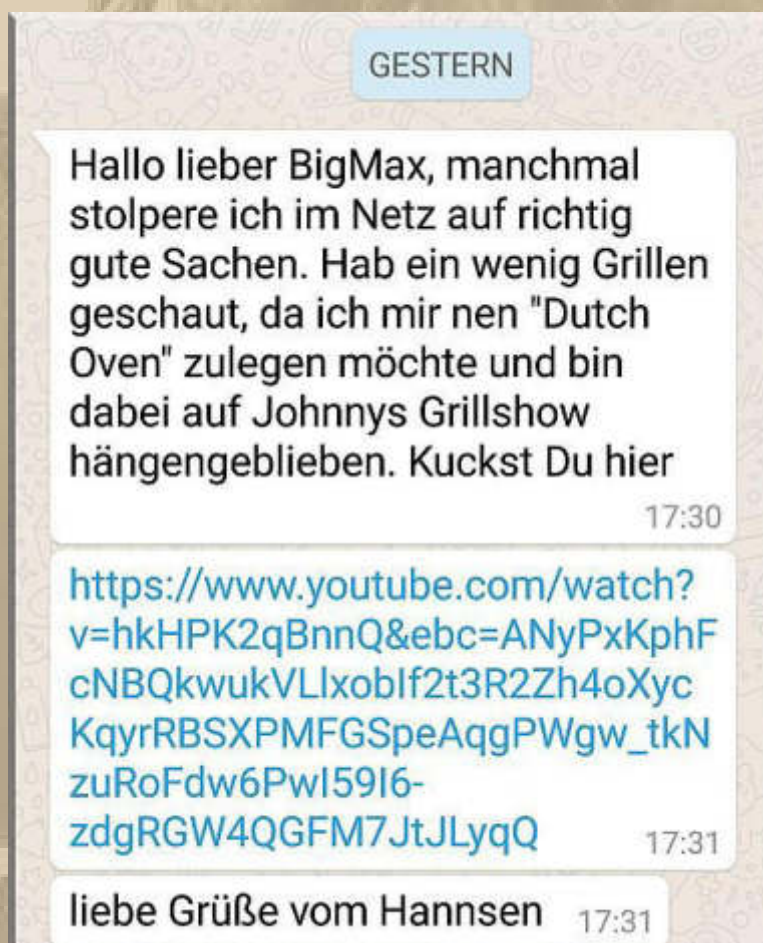 GESTERN
Hallo lieber BigMax, manchmal
stolpere ich im Netz auf richtig
gute Sachen. Hab ein wenig Grillen
geschaut, da ich mir nen "Dutch
Oven" zulegen möchte und bin
dabei auf Johnnys Grillshow
hängengeblieben. Kuckst Du hier
17:30
https://www.youtube.com/watch?
v=hkHPK2qBnnQ&ebc=ANyPxKphF
cNBQkwukVLlxobIf2t3R2Zh4oXyc
KqyrRBSXPMFGSpeAqgPWgw_tkN
zuRoFdw6PwI59I6-
zdgRGW4QGFM7JtJLyqQ 17:31
liebe Grüße vom Hannsen 17:31